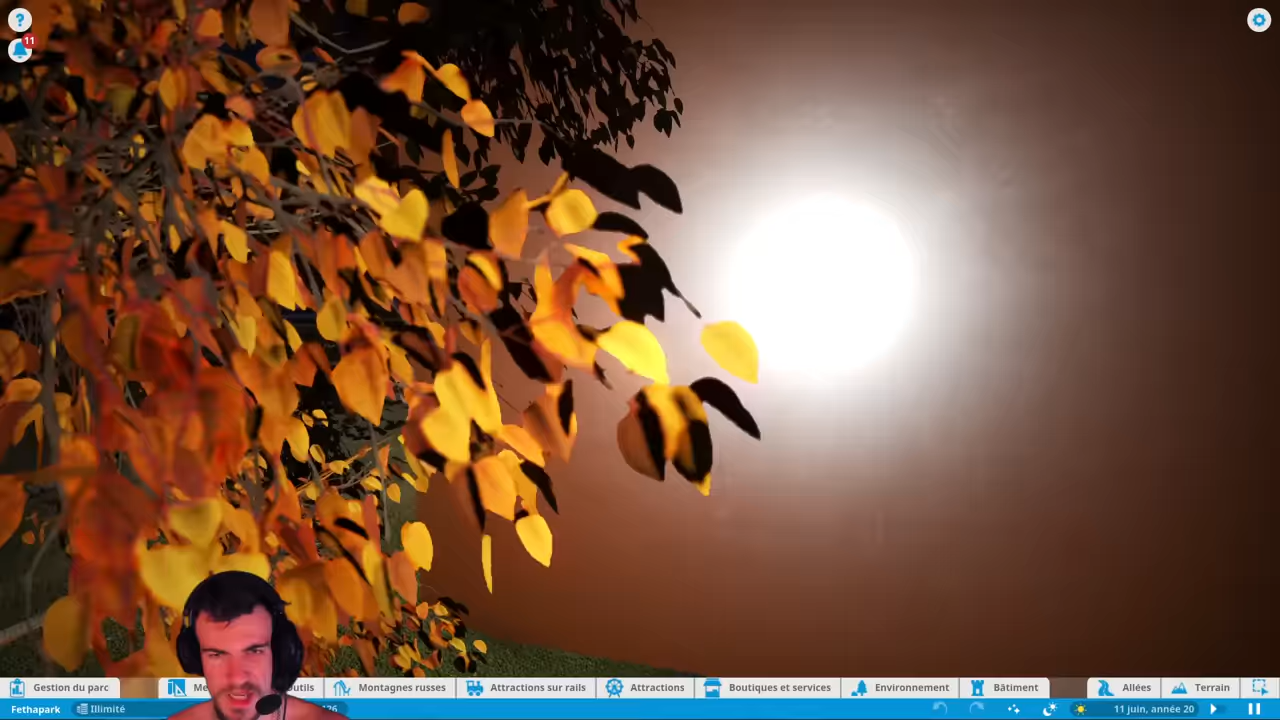 11
Gestion du parc
Montagnes russes
Attractions sur rails
Attractions
Boutiques et services
Environnement
Bâtiment
Allées
Terrain
Fethapark
Illimité
11 juin, année 20